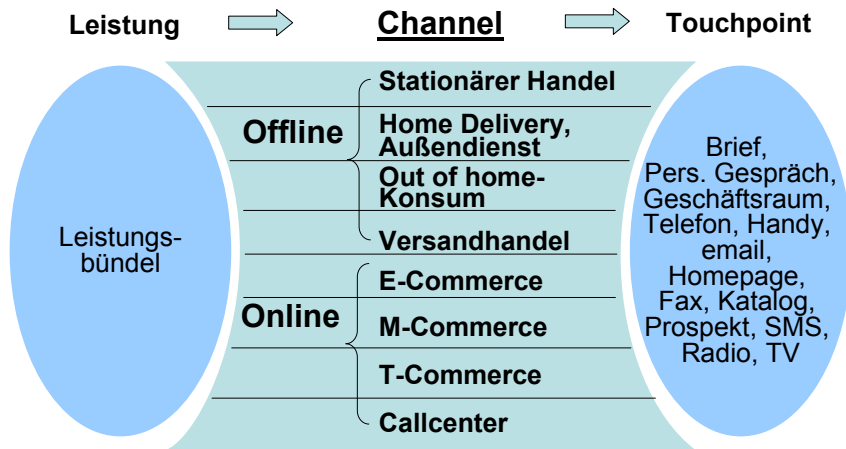 Leistung
Channel
Touchpoint
Leistungs-
bündel
Offline
Stationärer Handel
Home Delivery,
Außendienst
Out of home-
Konsum
Versandhandel
Online
E-Commerce
M-Commerce
T-Commerce
Callcenter
Brief,
Pers. Gespräch,
Geschäftsraum,
Telefon, Handy,
email,
Homepage,
Fax, Katalog,
Prospekt, SMS,
Radio, TV